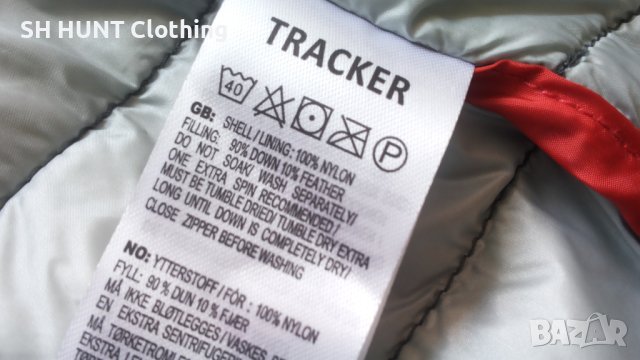 SH HUNT Clothing
TRACKER
40
P
GB: SHELL/LINING: 100% NYLON
FILLING: 90% DOWN 10% FEATHER
DO NOT SOAK/ WASH SEPARATELY/
ONE EXTRA SPIN RECOMMENDED/
MUST BE TUMBLE DRIED/ TUMBLE DRY EXTRA
LONG UNTIL DOWN IS COMPLETELY DRY/
CLOSE ZIPPER BEFORE WASHING
NO: YTTERSTOFF / FÓR : 100% NYLON
FYLL: 90 % DUN 10 % FJÆR
MÅ IKKE BLØTLEGGES / VASKES
EN EKSTRA
MÅ
EKSTRA
BAZAR